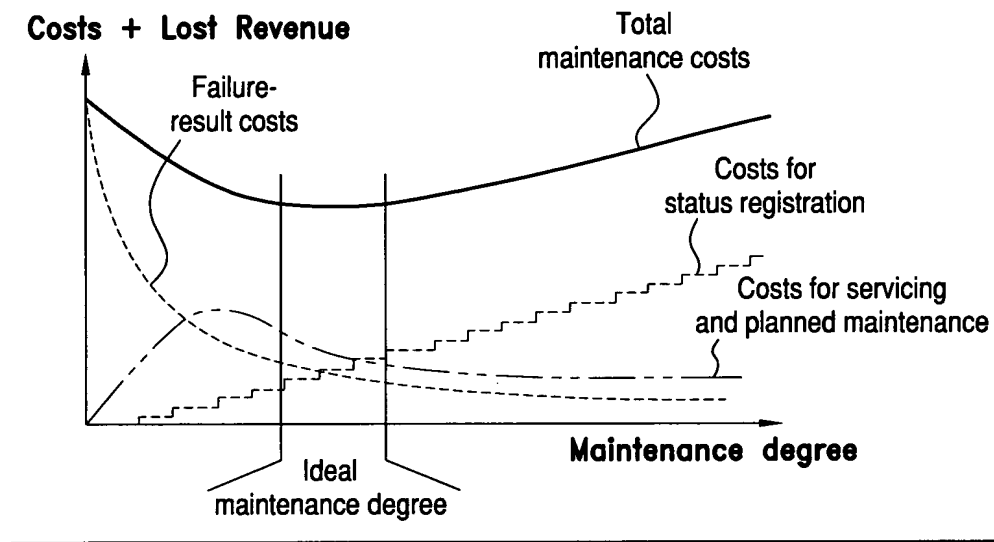 Costs + Lost Revenue
Total
maintenance costs
Failure-
result costs
Costs for
status registration
Costs for servicing
and planned maintenance
Maintenance degree
Ideal
maintenance degree